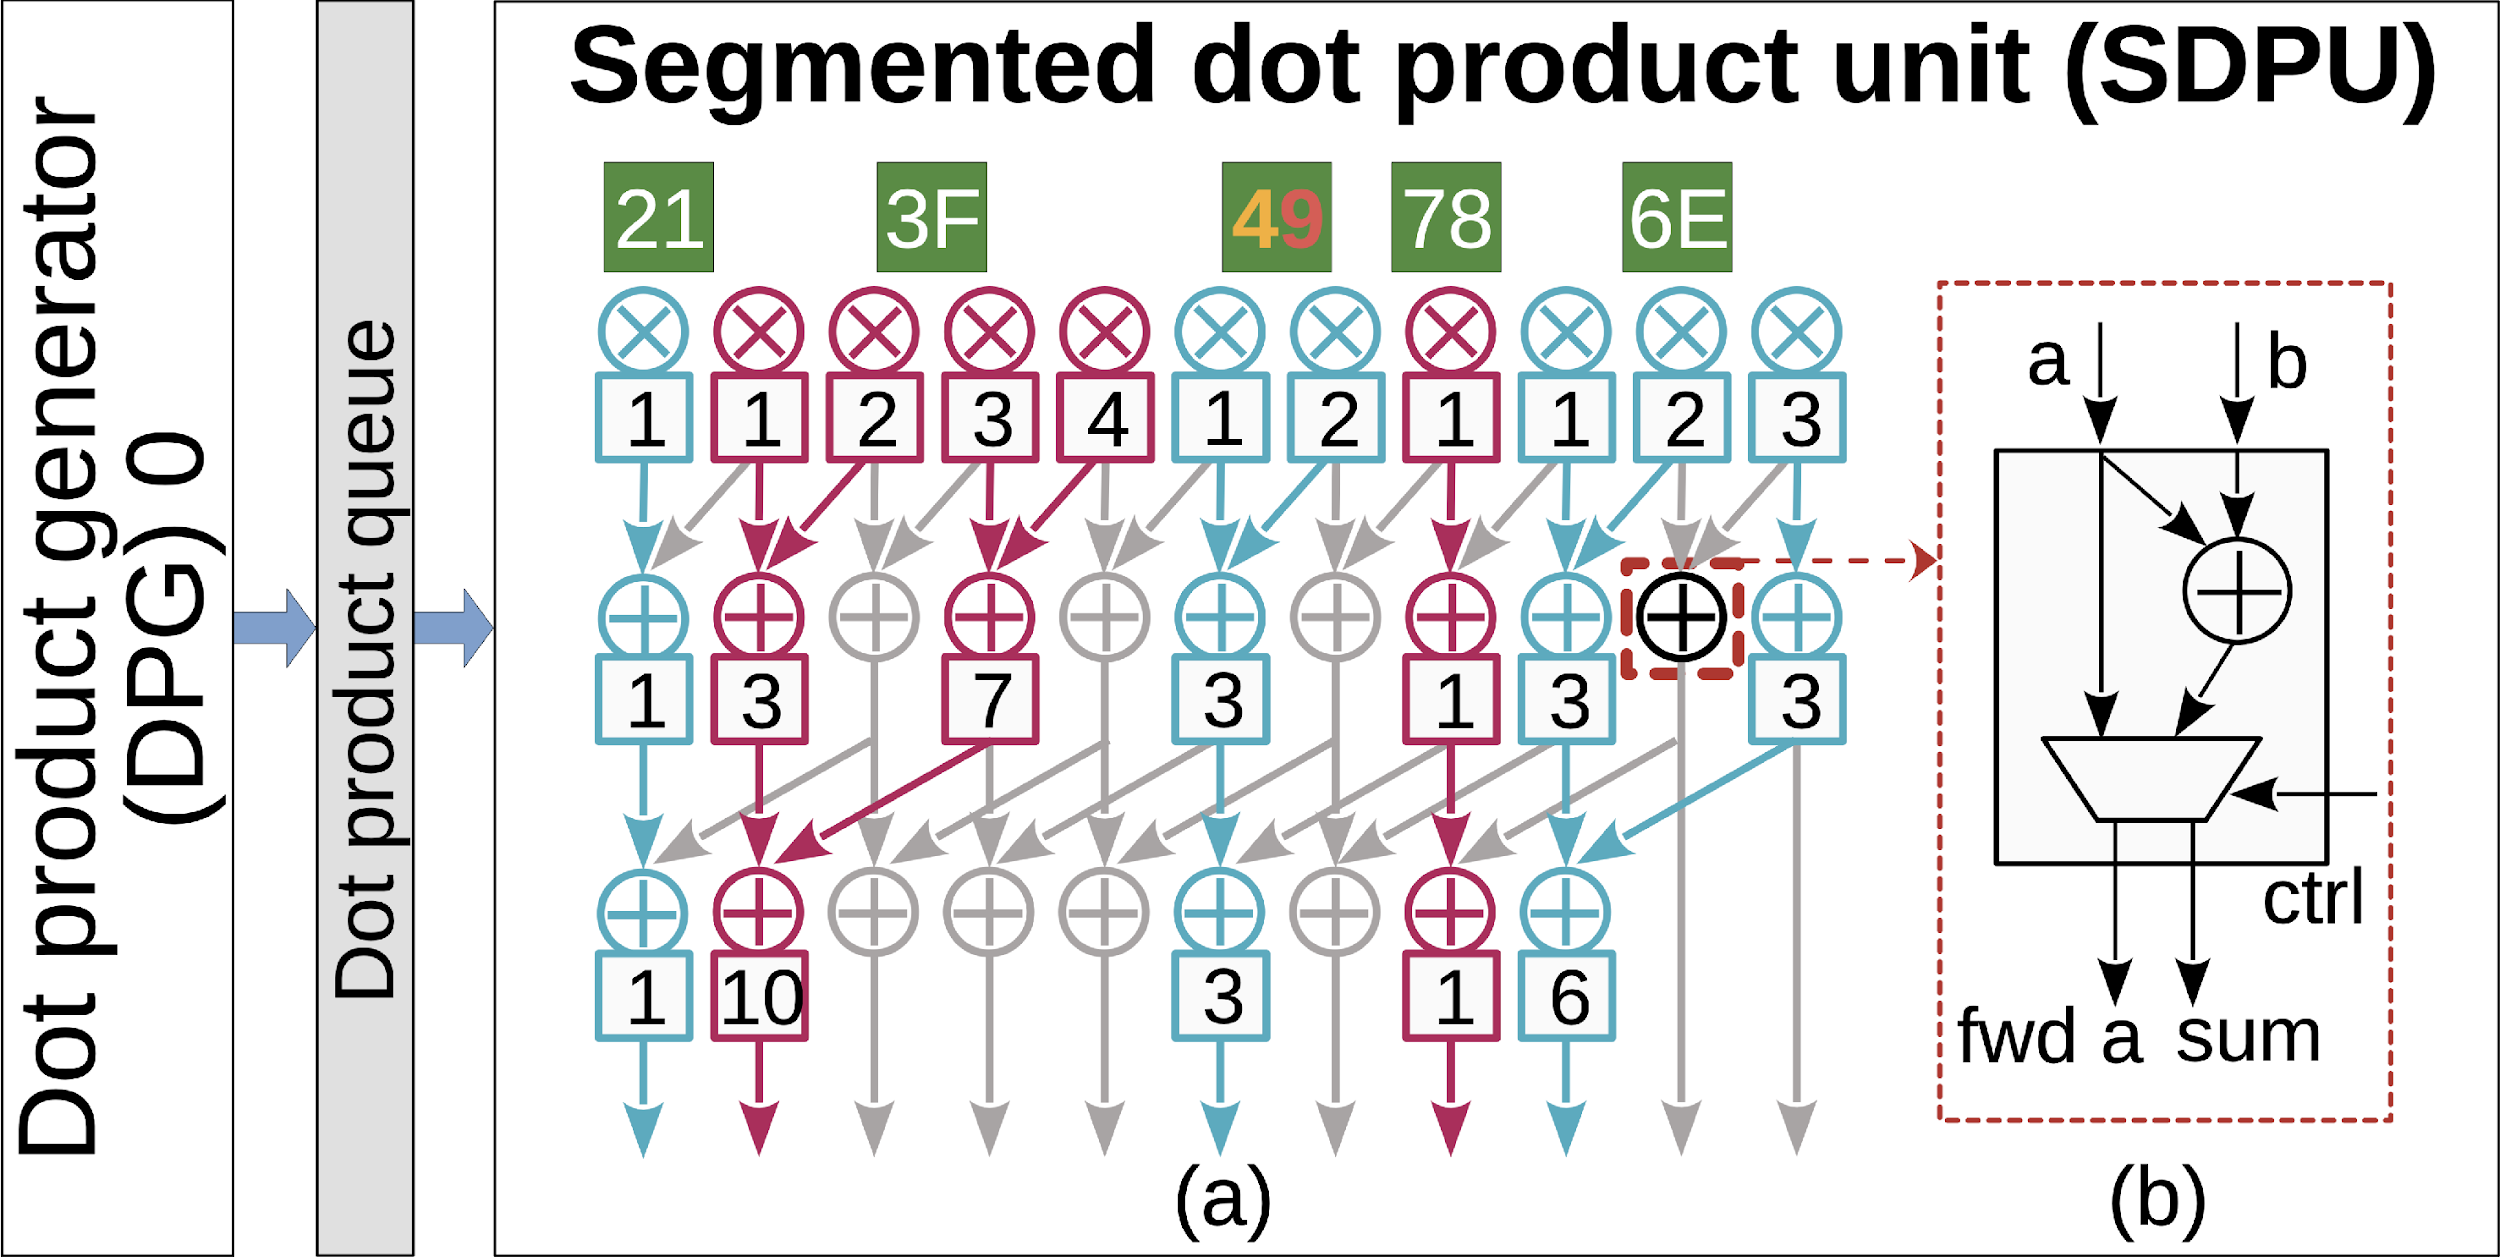 Dot product generator
(DPG) 0
Dot product queue
Segmented dot product unit (SDPU)
21 3F 49 78 6E
1 1 2 3 4 1 2 1 1 2 3
1 3 7 3 1 3 3
1 10 3 1 6
(a)
a b
ctrl
fwd a sum
(b)